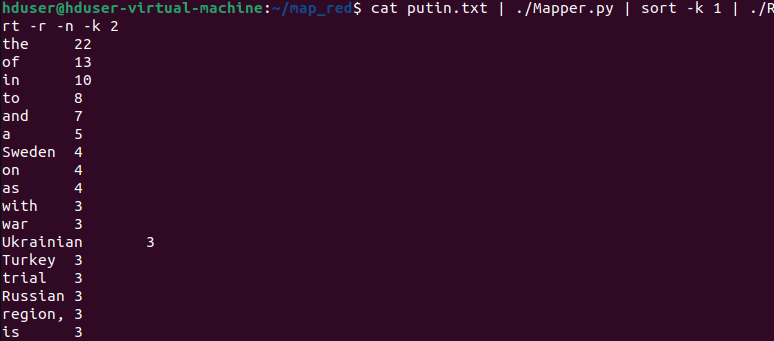 hduser@hduser-virtual-machine:~/map_red$ cat putin.txt | ./Mapper.py | sort -k 1 | ./R
rt -r -n -k 2
the 22
of 13
in 10
to 8
and 7
a 5
Sweden 4
on 4
as 4
with 3
war 3
Ukrainian 3
Turkey 3
trial 3
Russian 3
region, 3
is 3